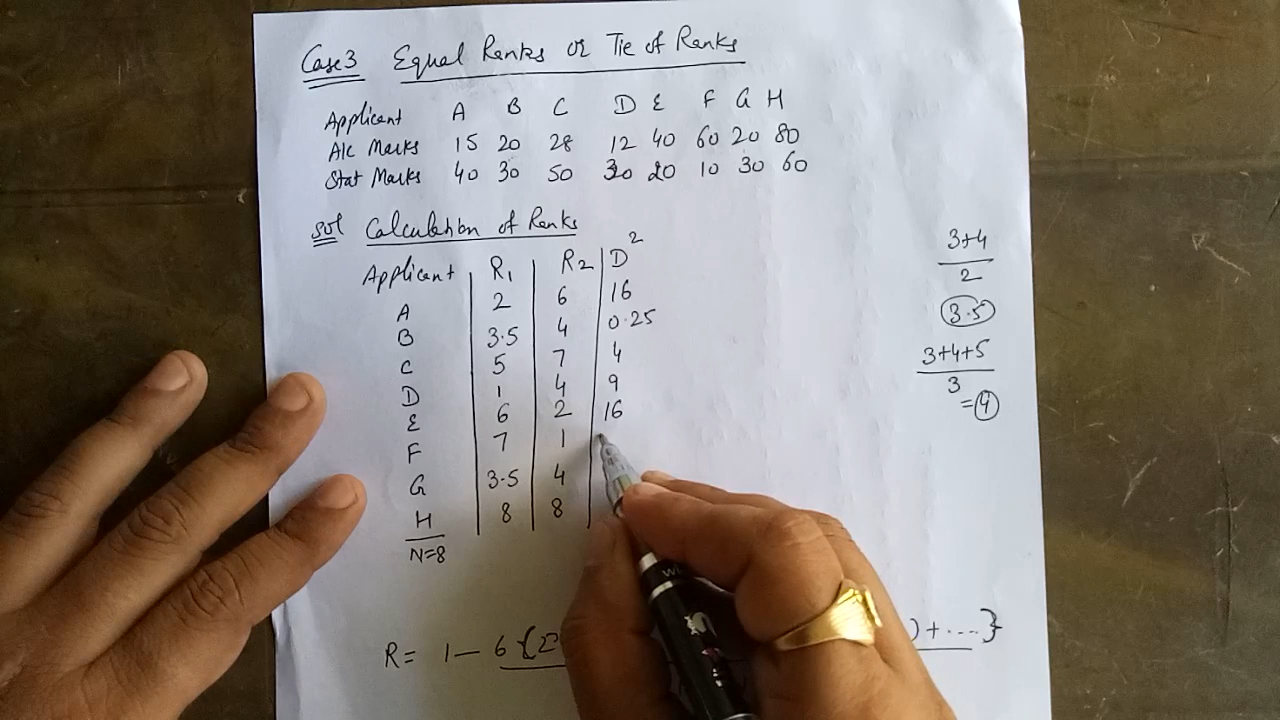 Case3 Equal Ranks or Tie of Ranks
Applicant A B C D E F G H
A/c Marks 15 20 28 12 40 60 20 80
Stat Marks 40 30 50 30 20 10 30 60
Sol Calculation of Ranks
Applicant R1 R2 D²
A 2 6 16
B 3.5 4 0.25
C 5 7 4
D 1 4 9
E 6 2 16
F 7 1
G 3.5 4
H 8 8
N=8
3+4
2
3.5
3+4+5
3
=4
R= 1- 6{Σ
)+....}